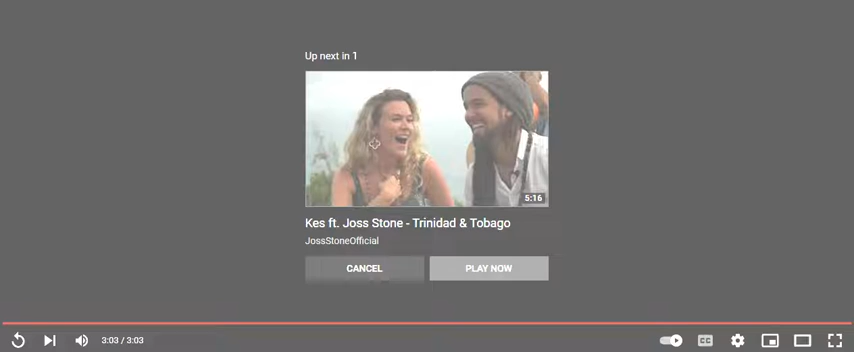 Up next in 1
5:16
Kes ft. Joss Stone - Trinidad & Tobago
JossStoneOfficial
CANCEL
PLAY NOW
3:03 / 3:03
CC